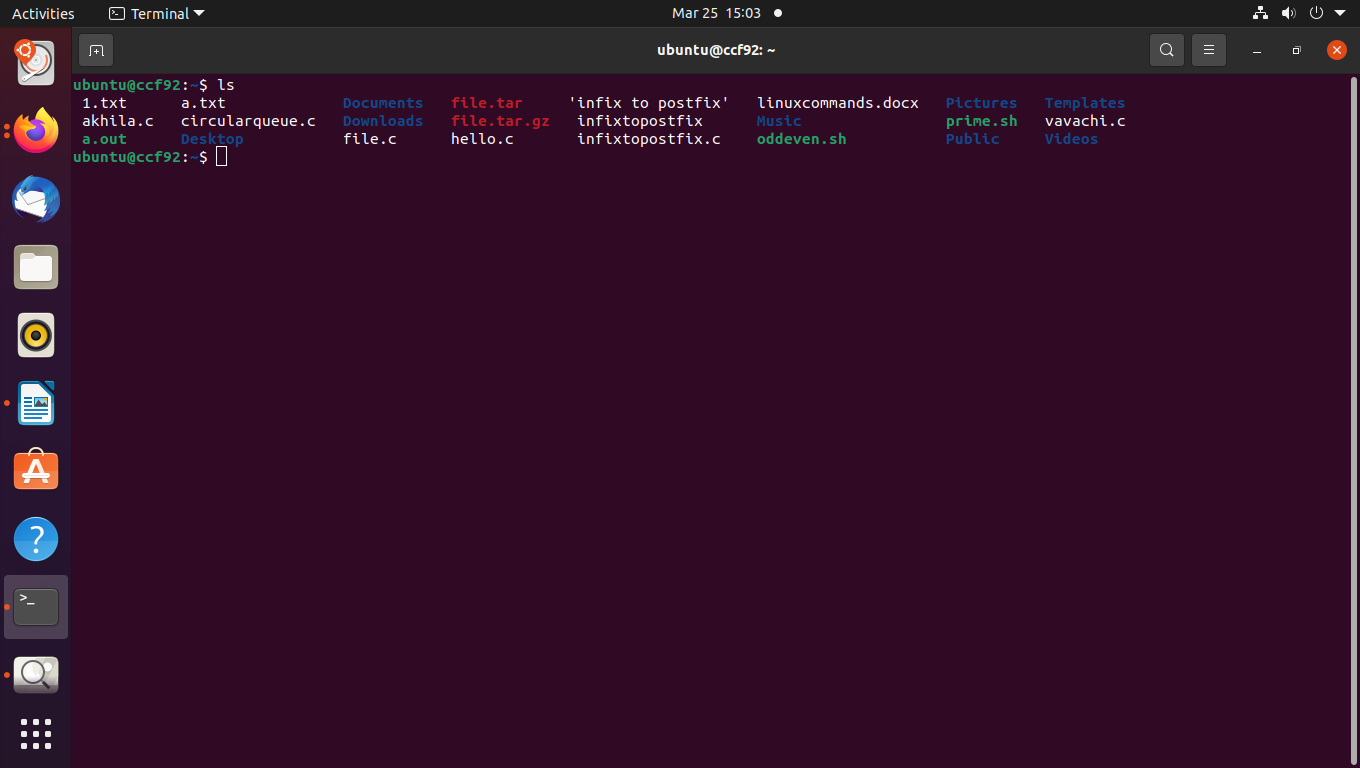 Activities Terminal Mar 25 15:03
ubuntu@ccf92: ~
ubuntu@ccf92:~$ ls
1.txt a.txt Documents file.tar 'infix to postfix' linuxcommands.docx Pictures Templates
akhila.c circularqueue.c Downloads file.tar.gz infixtopostfix Music prime.sh vavachi.c
a.out Desktop file.c hello.c infixtopostfix.c oddeven.sh Public Videos
ubuntu@ccf92:~$